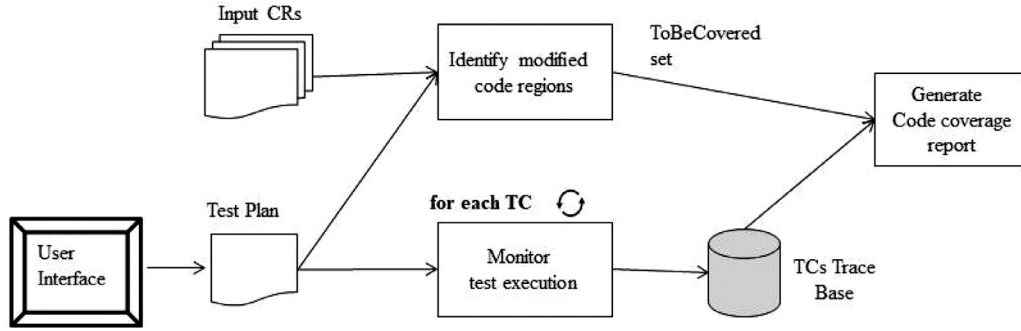 Input CRs
Identify modified
code regions
ToBeCovered
set
Generate
Code coverage
report
User
Interface
Test Plan
for each TC
Monitor
test execution
TCs Trace
Base